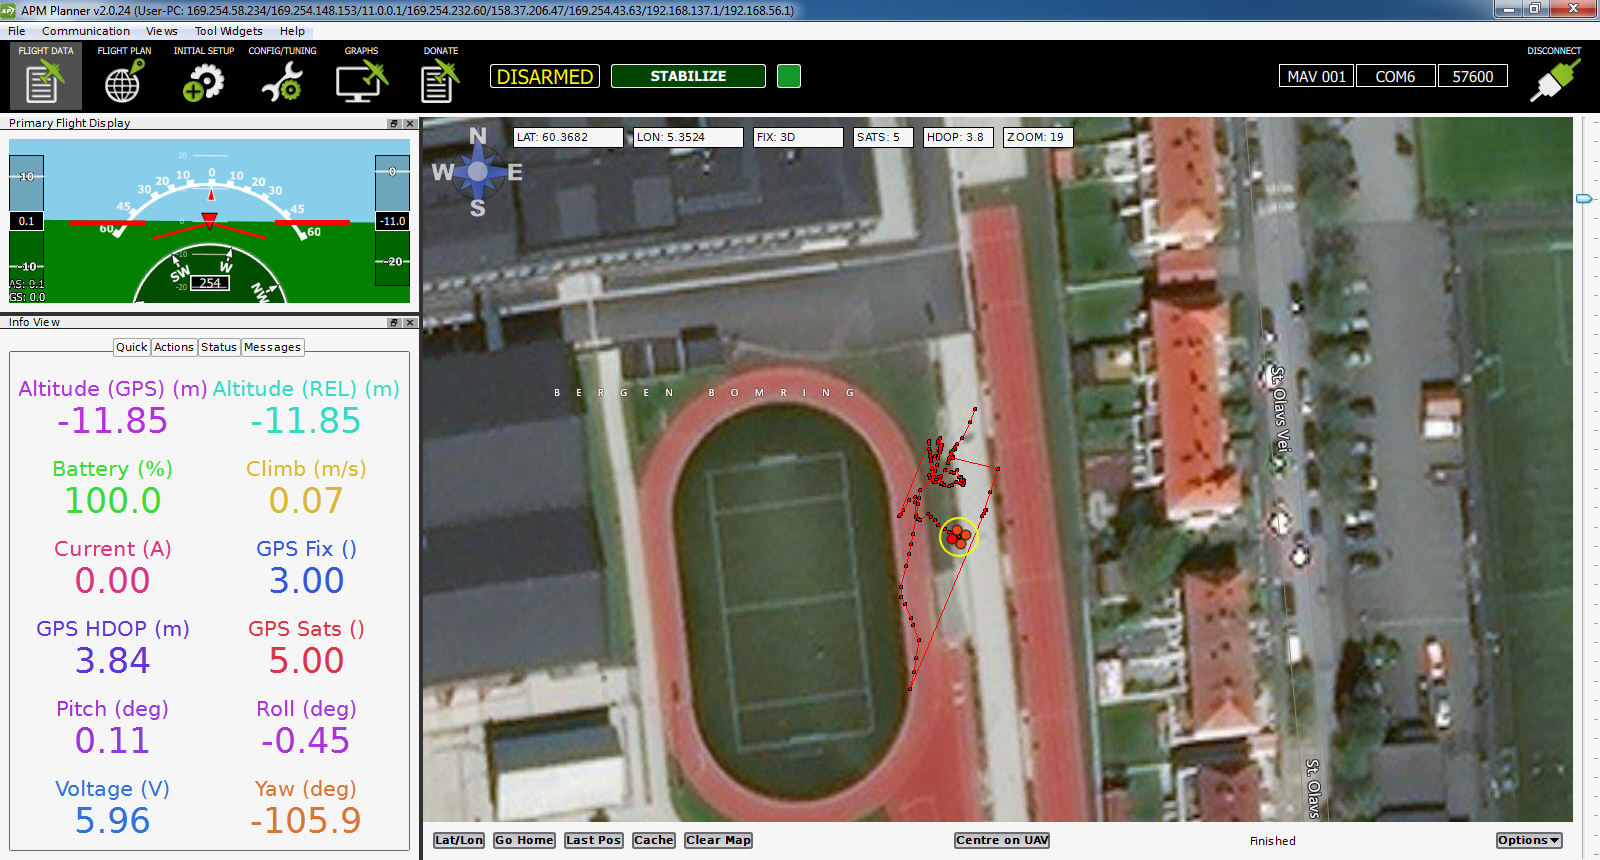 APM Planner v2.0.24 (User-PC: 169.254.58.234/169.254.148.153/11.0.0.1/169.254.232.60/158.37.206.47/169.254.43.63/192.168.137.1/192.168.56.1)
File Communication Views Tool Widgets Help
FLIGHT DATA FLIGHT PLAN INITIAL SETUP CONFIG/TUNING GRAPHS DONATE DISCONNECT
DISARMED STABILIZE MAV 001 COM6 57600
Primary Flight Display
LAT: 60.3682 LON: 5.3524 FIX: 3D SATS: 5 HDOP: 3.8 ZOOM: 19
N
W E
S
20
10 30 20 10 0 10 20 30 0
45 45
0.1 0 -11.0
60 60
-10 -10 SW W -20
-20 254 NW
AS: 0.1
GS: 0.0
Info View
Quick Actions Status Messages
Altitude (GPS) (m) Altitude (REL) (m)
-11.85 -11.85
Battery (%) Climb (m/s)
100.0 0.07
Current (A) GPS Fix ()
0.00 3.00
GPS HDOP (m) GPS Sats ()
3.84 5.00
Pitch (deg) Roll (deg)
0.11 -0.45
Voltage (V) Yaw (deg)
5.96 -105.9
BERGEN BOMRING
St. Olavs Vei
St. Olavs
Lat/Lon Go Home Last Pos Cache Clear Map Centre on UAV Finished Options